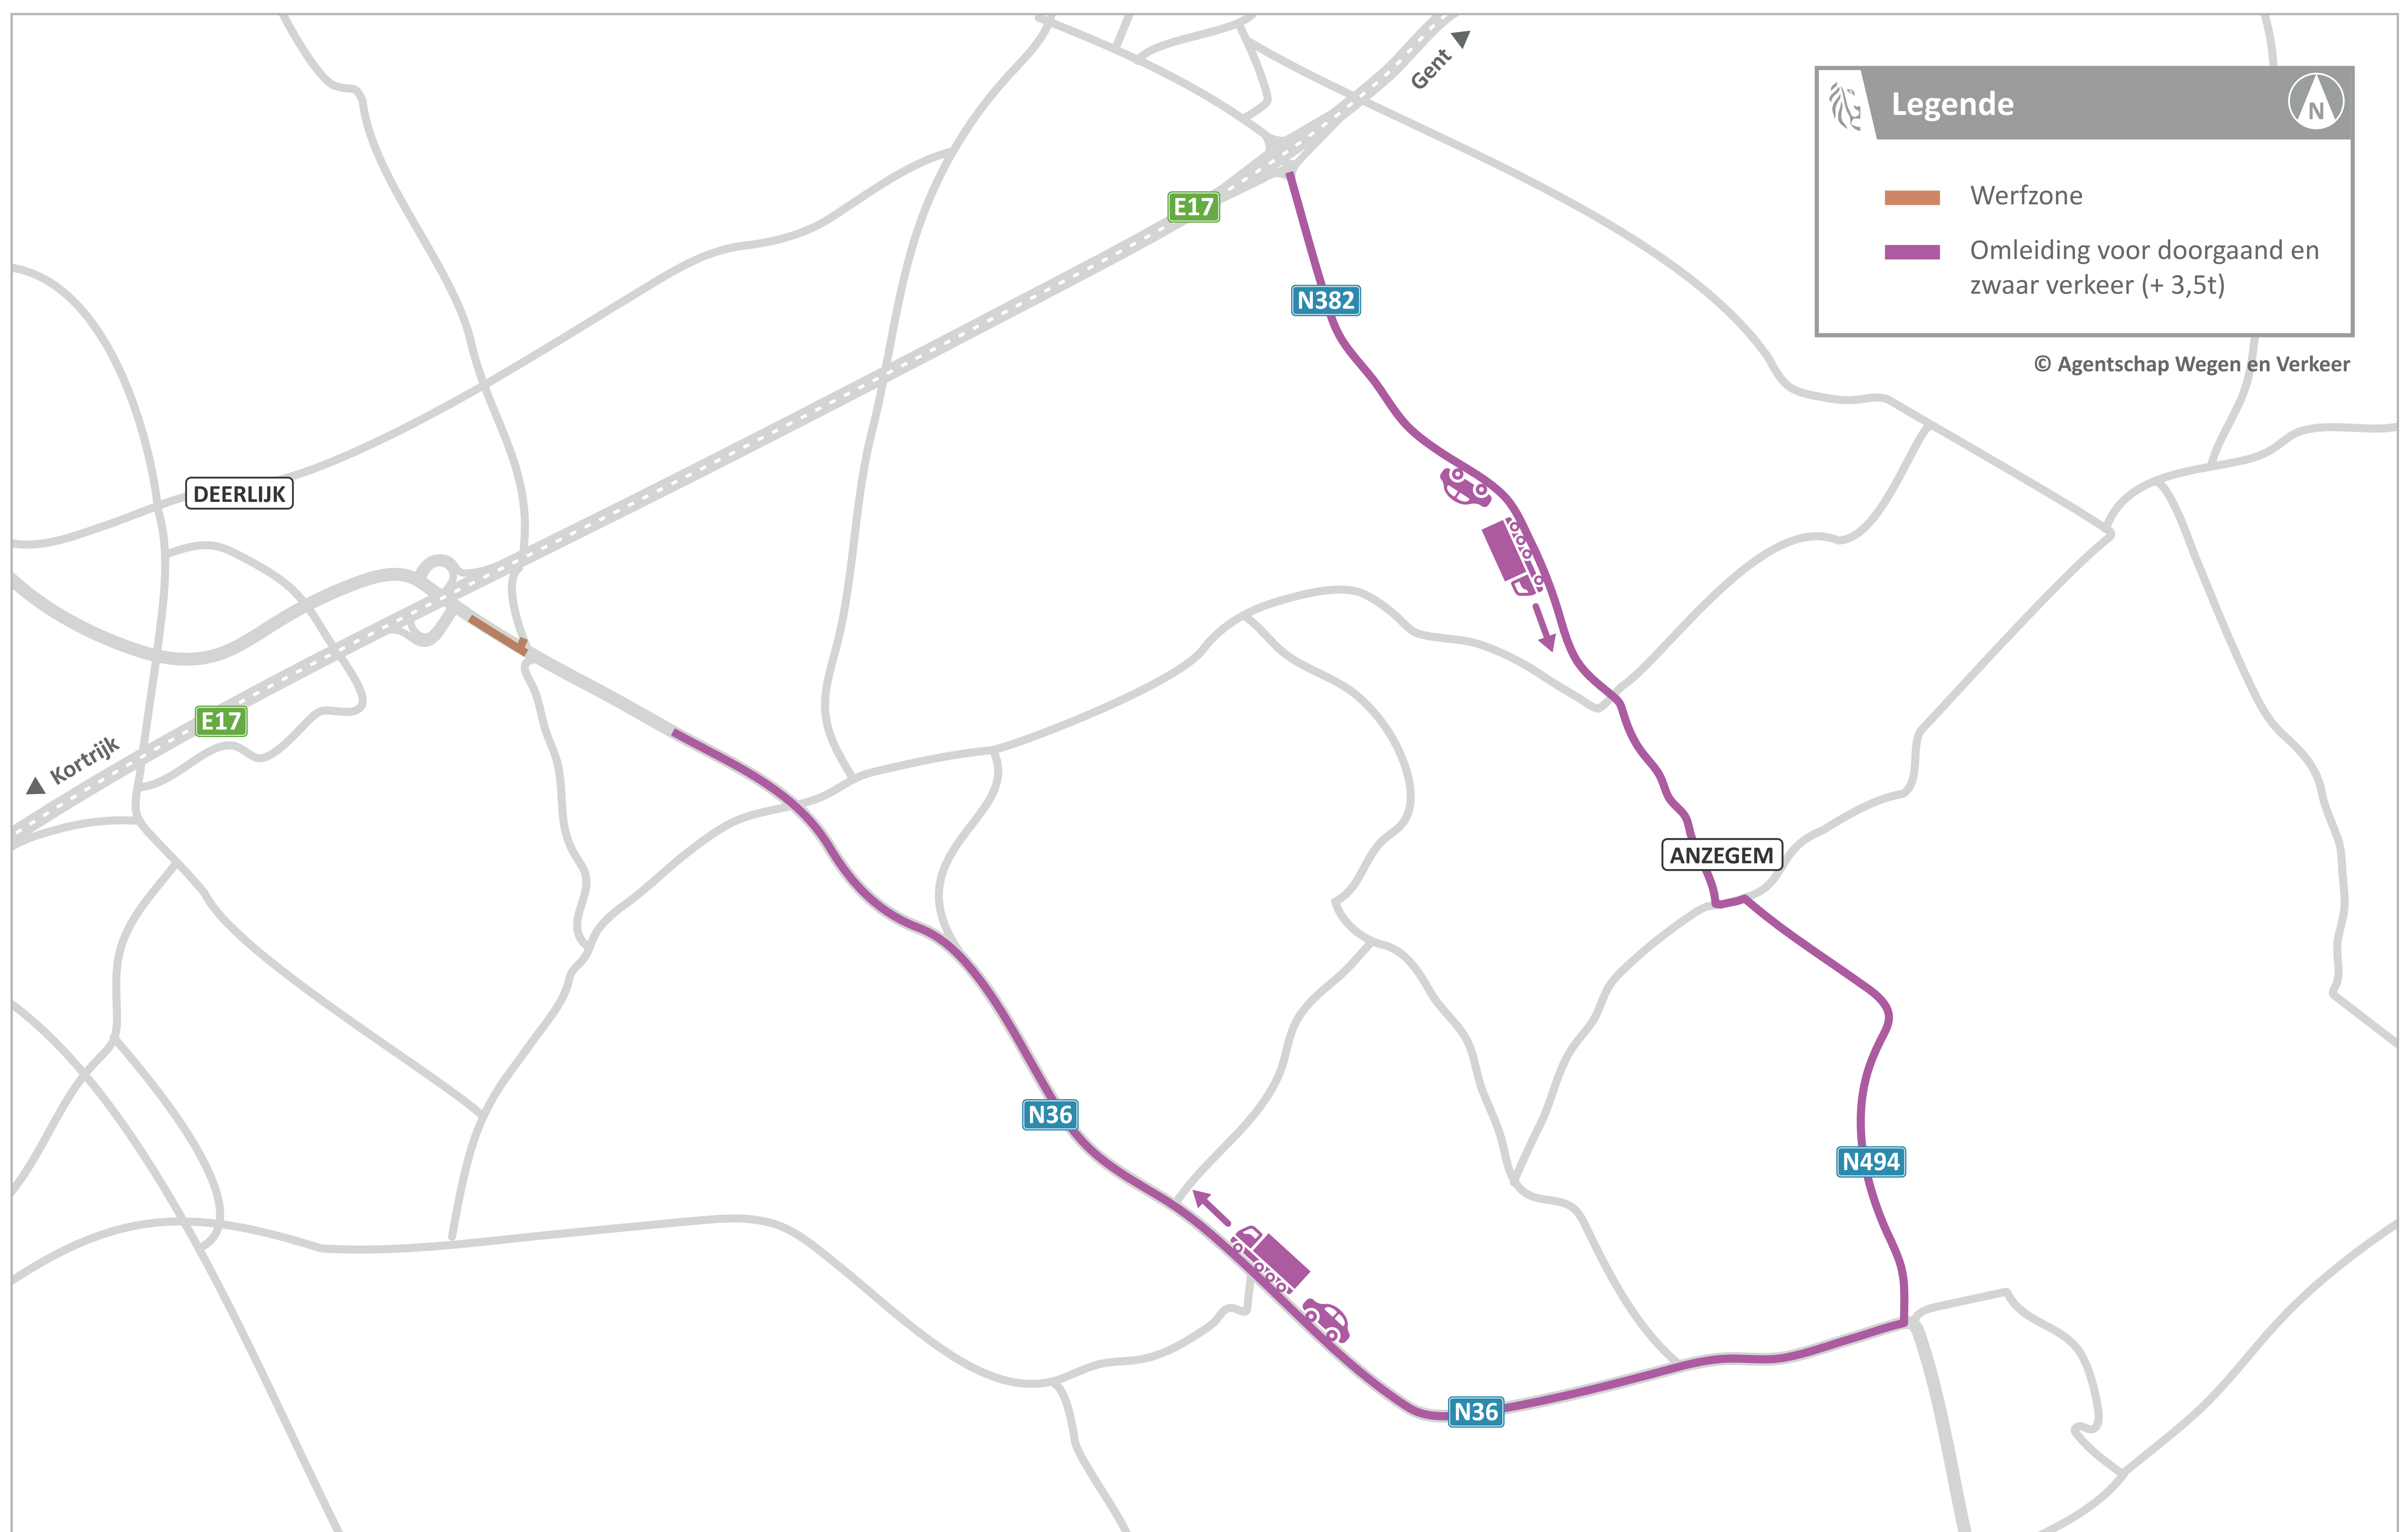 Gent
Legende
N
Werfzone
Omleiding voor doorgaand en
zwaar verkeer (+ 3,5t)
© Agentschap Wegen en Verkeer
E17
N382
DEERLIJK
E17
Kortrijk
ANZEGEM
N36
N494
N36